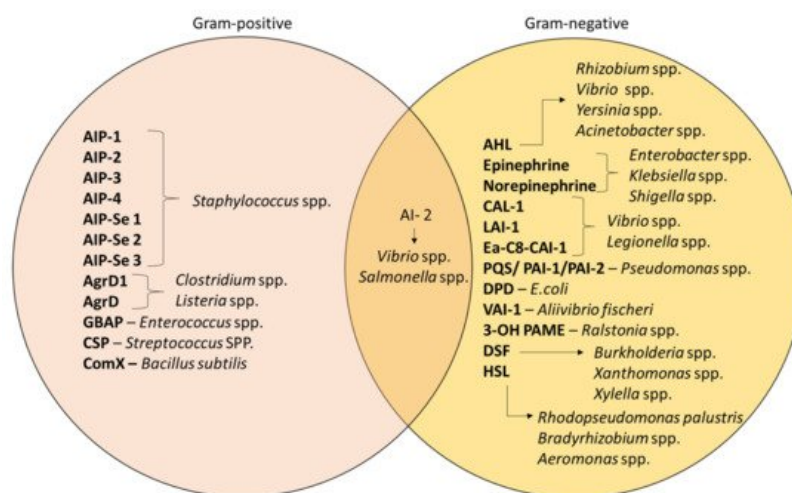 Gram-positive
Gram-negative
AIP-1
AIP-2
AIP-3
AIP-4
AIP-Se 1
AIP-Se 2
AIP-Se 3
Staphylococcus spp.
AgrD1
AgrD
Clostridium spp.
Listeria spp.
GBAP – Enterococcus spp.
CSP – Streptococcus SPP.
ComX – Bacillus subtilis
AI- 2
Vibrio spp.
Salmonella spp.
Rhizobium spp.
Vibrio spp.
Yersinia spp.
Acinetobacter spp.
AHL
Epinephrine
Norepinephrine
Enterobacter spp.
Klebsiella spp.
Shigella spp.
CAL-1
LAI-1
Ea-C8-CAI-1
Vibrio spp.
Legionella spp.
PQS/ PAI-1/PAI-2 – Pseudomonas spp.
DPD – E.coli
VAI-1 – Aliivibrio fischeri
3-OH PAME – Ralstonia spp.
DSF
HSL
Burkholderia spp.
Xanthomonas spp.
Xylella spp.
Rhodopseudomonas palustris
Bradyrhizobium spp.
Aeromonas spp.